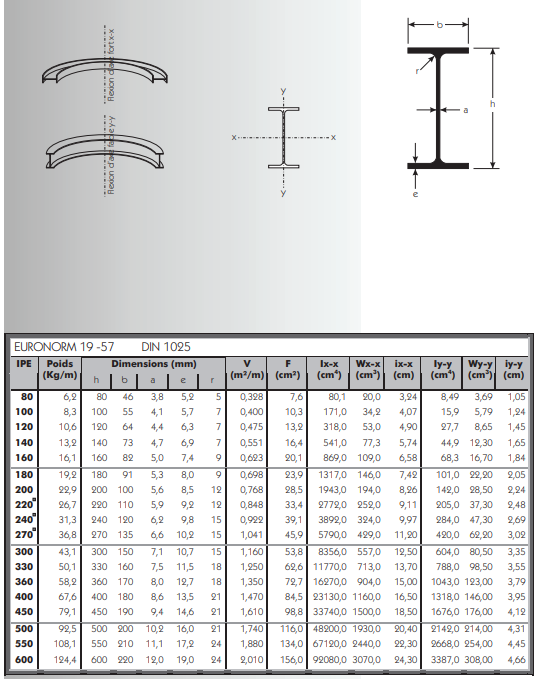 b
Flexion d'axe fort x-x
r
h
y
a
x
x
Flexion d'axe faible y-y
y
e
EURONORM 19 -57 DIN 1025
IPE Poids Dimensions (mm) V F Ix-x Wx-x ix-x Iy-y Wy-y iy-y
(Kg/m) h b a e r (m²/m) (cm²) (cm⁴) (cm³) (cm) (cm⁴) (cm³) (cm)
80 6,2 80 46 3,8 5,2 5 0,328 7,6 80,1 20,0 3,24 8,49 3,69 1,05
100 8,3 100 55 4,1 5,7 7 0,400 10,3 171,0 34,2 4,07 15,9 5,79 1,24
120 10,6 120 64 4,4 6,3 7 0,475 13,2 318,0 53,0 4,90 27,7 8,65 1,45
140 13,2 140 73 4,7 6,9 7 0,551 16,4 541,0 77,3 5,74 44,9 12,30 1,65
160 16,1 160 82 5,0 7,4 9 0,623 20,1 869,0 109,0 6,58 68,3 16,70 1,84
180 19,2 180 91 5,3 8,0 9 0,698 23,9 1317,0 146,0 7,42 101,0 22,20 2,05
200 22,9 200 100 5,6 8,5 12 0,768 28,5 1943,0 194,0 8,26 142,0 28,50 2,24
220 26,7 220 110 5,9 9,2 12 0,848 33,4 2772,0 252,0 9,11 205,0 37,30 2,48
240 31,3 240 120 6,2 9,8 15 0,922 39,1 3892,0 324,0 9,97 284,0 47,30 2,69
270 36,8 270 135 6,6 10,2 15 1,041 45,9 5790,0 429,0 11,20 420,0 62,20 3,02
300 43,1 300 150 7,1 10,7 15 1,160 53,8 8356,0 557,0 12,50 604,0 80,50 3,35
330 50,1 330 160 7,5 11,5 18 1,250 62,6 11770,0 713,0 13,70 788,0 98,50 3,55
360 58,2 360 170 8,0 12,7 18 1,350 72,7 16270,0 904,0 15,00 1043,0 123,00 3,79
400 67,6 400 180 8,6 13,5 21 1,470 84,5 23130,0 1160,0 16,50 1318,0 146,00 3,95
450 79,1 450 190 9,4 14,6 21 1,610 98,8 33740,0 1500,0 18,50 1676,0 176,00 4,12
500 92,5 500 200 10,2 16,0 21 1,740 116,0 48200,0 1930,0 20,40 2142,0 214,00 4,31
550 108,1 550 210 11,1 17,2 24 1,880 134,0 67120,0 2440,0 22,30 2668,0 254,00 4,45
600 124,4 600 220 12,0 19,0 24 2,010 156,0 92080,0 3070,0 24,30 3387,0 308,00 4,66